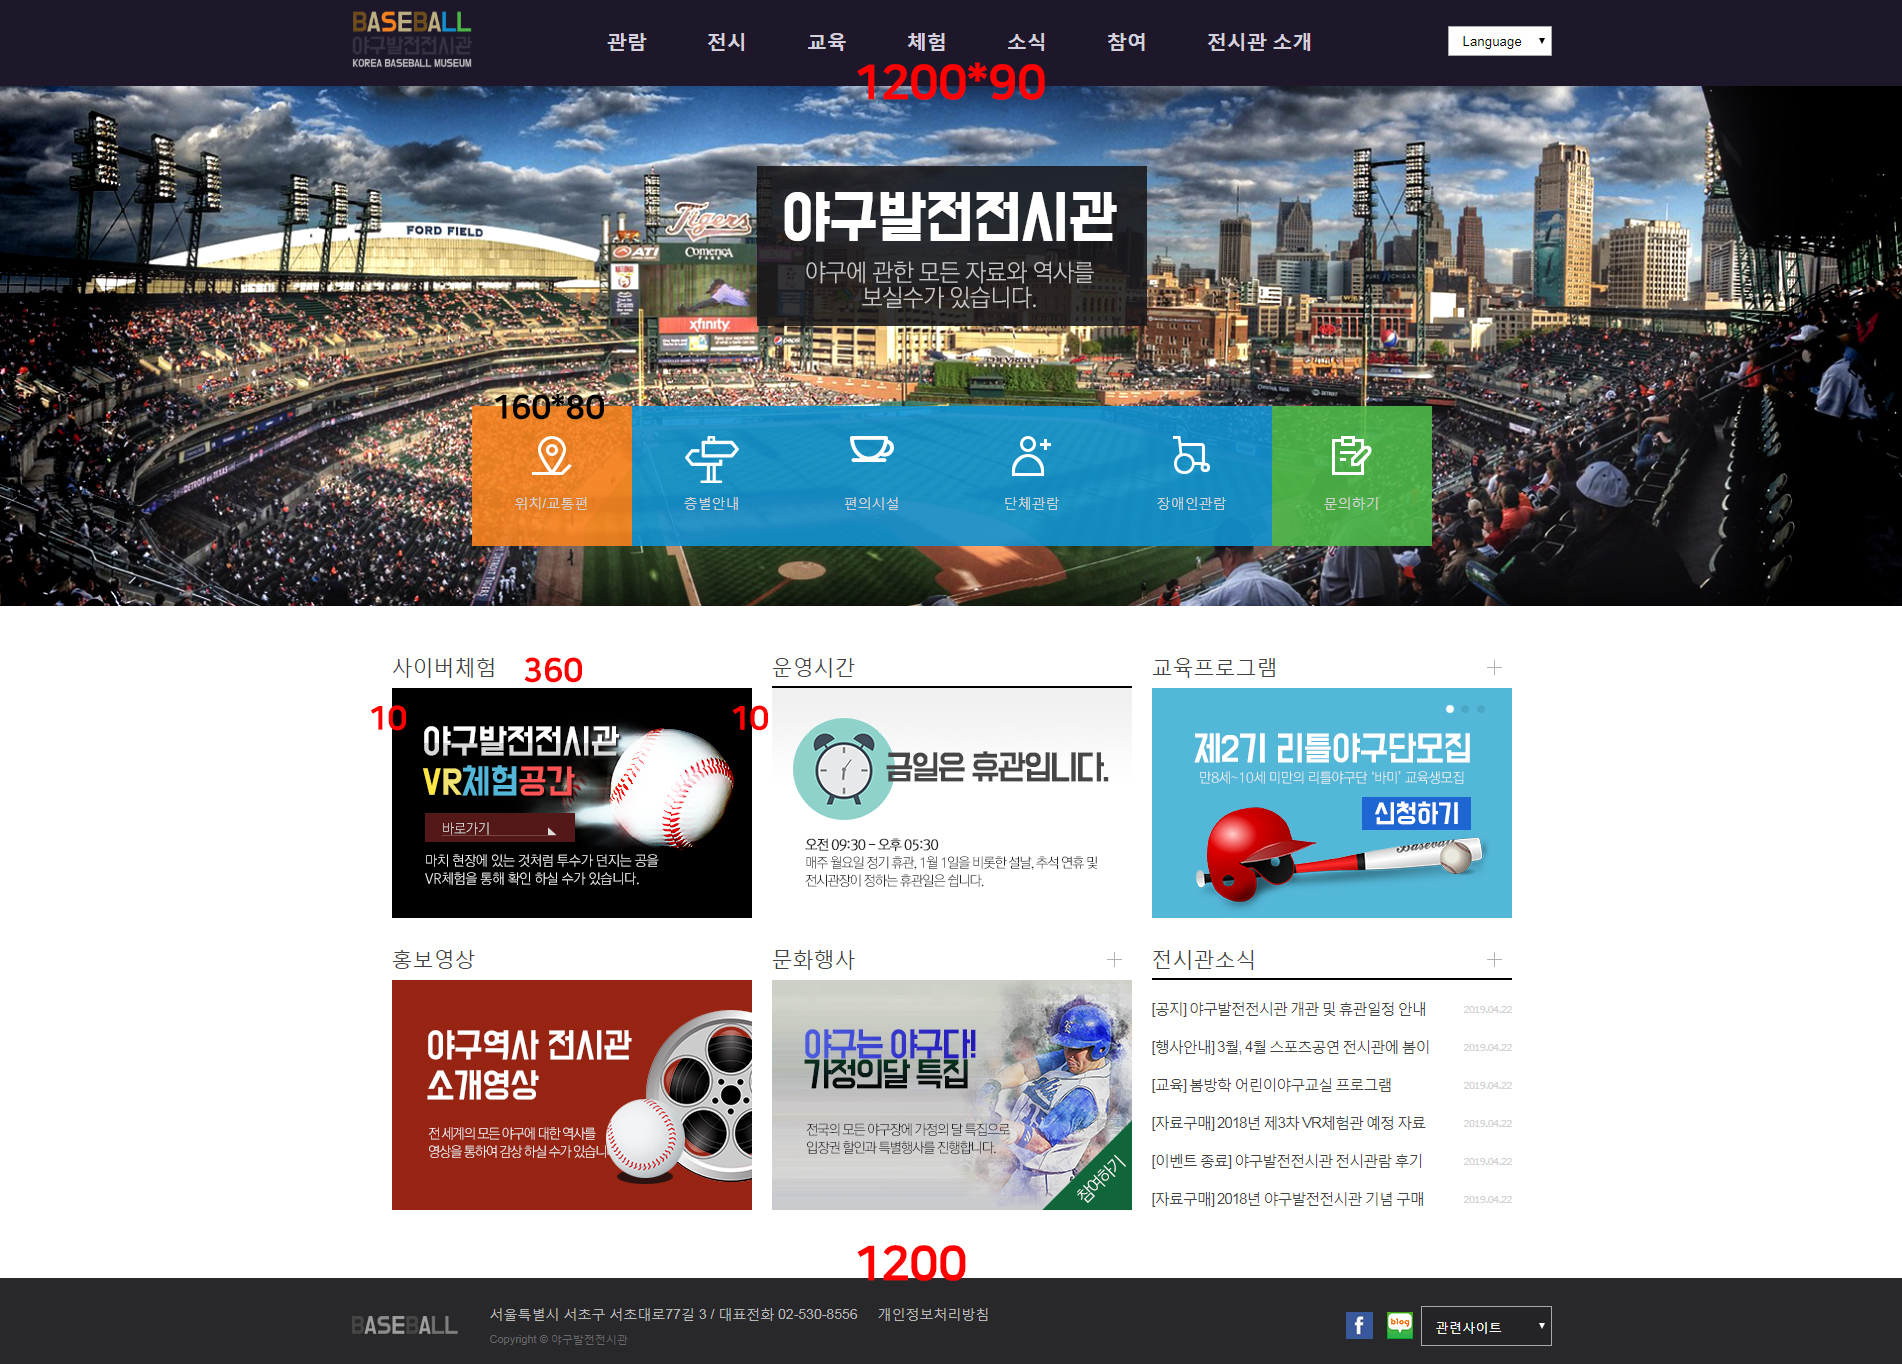 BASEBALL
야구발전전시관
KOREA BASEBALL MUSEUM
관람
전시
교육
체험
소식
참여
전시관 소개
Language
1200*90
야구발전전시관
야구에 관한 모든 자료와 역사를
보실수가 있습니다.
FORD FIELD
Tigers
ATI
Comerica
xfinity
pepsi
CHEVROLET
160*80
위치/교통편
층별안내
편의시설
단체관람
장애인관람
문의하기
사이버체험
360
10
10
야구발전전시관
VR체험공간
바로가기
마치 현장에 있는 것처럼 투수가 던지는 공을
VR체험을 통해 확인 하실 수가 있습니다.
운영시간
금일은 휴관입니다.
오전 09:30 - 오후 05:30
매주 월요일 정기 휴관, 1월 1일을 비롯한 설날, 추석 연휴 및
전시관장이 정하는 휴관일은 쉽니다.
교육프로그램
제2기 리틀야구단모집
만8세~10세 미만의 리틀야구단 '바미' 교육생모집
신청하기
Baseball
홍보영상
야구역사 전시관
소개영상
전 세계의 모든 야구에 대한 역사를
영상을 통하여 감상 하실 수가 있습니
문화행사
야구는 야구다!
가정의달 특집
전국의 모든 야구장에 가정의 달 특집으로
입장권 할인과 특별행사를 진행합니다.
참여하기
전시관소식
[공지] 야구발전전시관 개관 및 휴관일정 안내 2019.04.22
[행사안내] 3월, 4월 스포츠공연 전시관에 봄이 2019.04.22
[교육] 봄방학 어린이야구교실 프로그램 2019.04.22
[자료구매] 2018년 제3차 VR체험관 예정 자료 2019.04.22
[이벤트 종료] 야구발전전시관 전시관람 후기 2019.04.22
[자료구매] 2018년 야구발전전시관 기념 구매 2019.04.22
1200
BASEBALL
서울특별시 서초구 서초대로77길 3 / 대표전화 02-530-8556 개인정보처리방침
Copyright © 야구발전전시관
f
blog
관련사이트